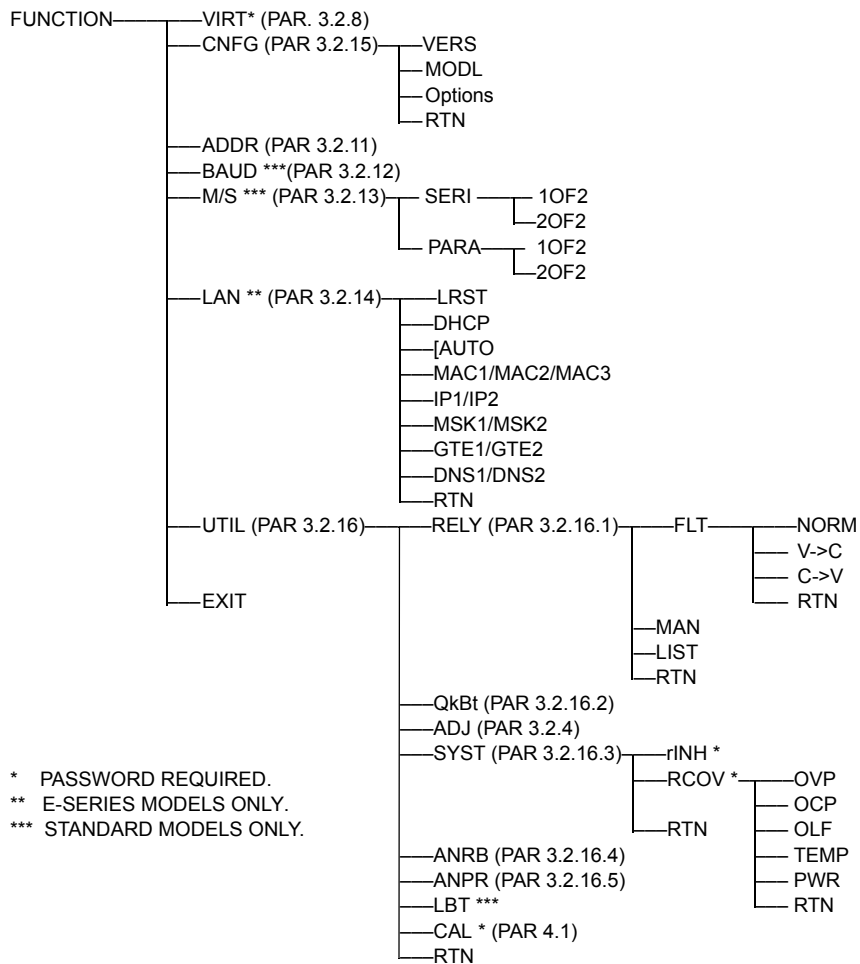 FUNCTION VIRT* (PAR. 3.2.8)
CNFG (PAR 3.2.15) VERS
MODL
Options
RTN
ADDR (PAR 3.2.11)
BAUD ***(PAR 3.2.12)
M/S *** (PAR 3.2.13) SERI 1OF2
2OF2
PARA 1OF2
2OF2
LAN ** (PAR 3.2.14) LRST
DHCP
[AUTO
MAC1/MAC2/MAC3
IP1/IP2
MSK1/MSK2
GTE1/GTE2
DNS1/DNS2
RTN
UTIL (PAR 3.2.16) RELY (PAR 3.2.16.1) FLT NORM
V->C
C->V
EXIT RTN
MAN
LIST
RTN
QkBt (PAR 3.2.16.2)
ADJ (PAR 3.2.4)
SYST (PAR 3.2.16.3) rINH *
* PASSWORD REQUIRED. RCOV * OVP
** E-SERIES MODELS ONLY. OCP
*** STANDARD MODELS ONLY. RTN OLF
ANRB (PAR 3.2.16.4) TEMP
ANPR (PAR 3.2.16.5) PWR
LBT *** RTN
CAL * (PAR 4.1)
RTN